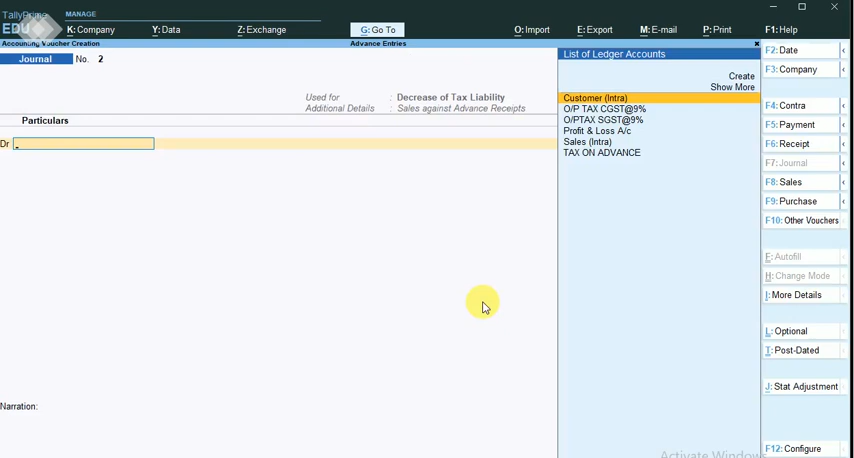 TallyPrime
EDU
MANAGE
K:Company
Y:Data
Z:Exchange
G:Go To
O:Import
E:Export
M:E-mail
P:Print
F1:Help
Accounting Voucher Creation
Advance Entries
×
Journal
No. 2
Used for : Decrease of Tax Liability
Additional Details : Sales against Advance Receipts
Particulars
Dr
Narration:
List of Ledger Accounts
Create
Show More
Customer (Intra)
O/P TAX CGST@9%
O/PTAX SGST@9%
Profit & Loss A/c
Sales (Intra)
TAX ON ADVANCE
F2:Date
F3:Company
F4:Contra
F5:Payment
F6:Receipt
F7:Journal
F8:Sales
F9:Purchase
F10:Other Vouchers
F:Autofill
H:Change Mode
I:More Details
L:Optional
T:Post-Dated
J:Stat Adjustment
F12:Configure
Activate Windows